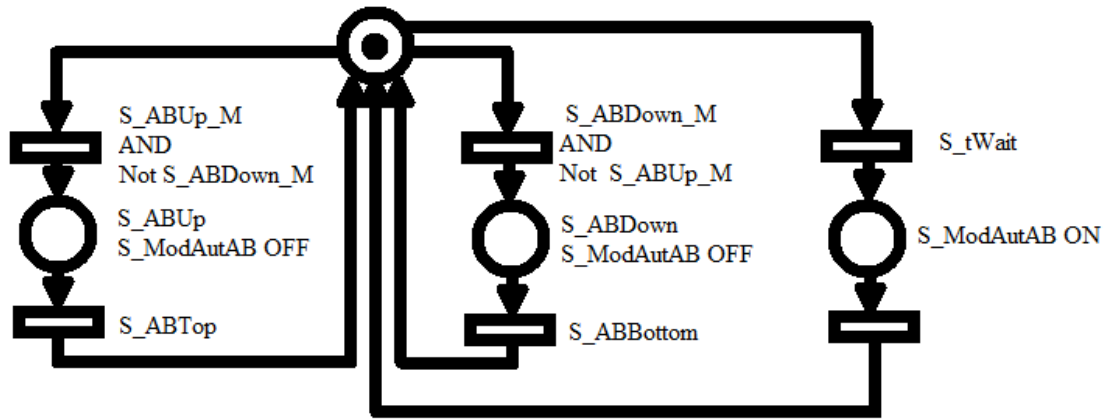 S_ABUp_M
AND
Not S_ABDown_M
S_ABUp
S_ModAutAB OFF
S_ABTop
S_ABDown_M
AND
Not S_ABUp_M
S_ABDown
S_ModAutAB OFF
S_ABBottom
S_tWait
S_ModAutAB ON